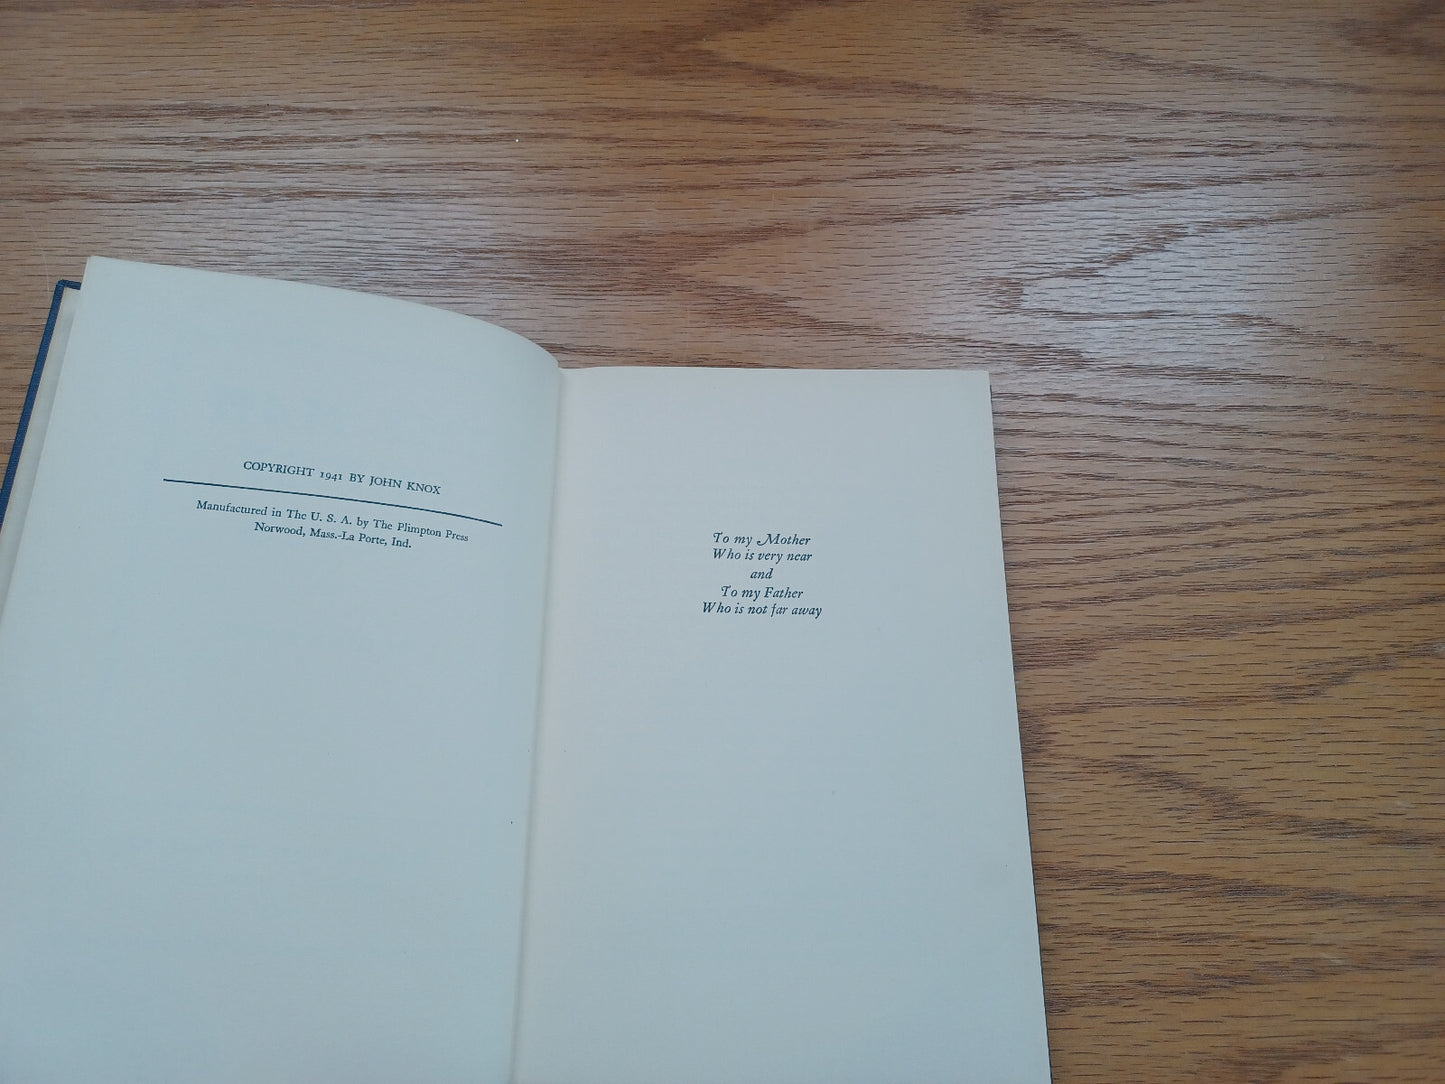 COPYRIGHT 1941 BY JOHN KNOX
Manufactured in The U. S. A. by The Plimpton Press
Norwood, Mass.-La Porte, Ind.
To my Mother
Who is very near
and
To my Father
Who is not far away